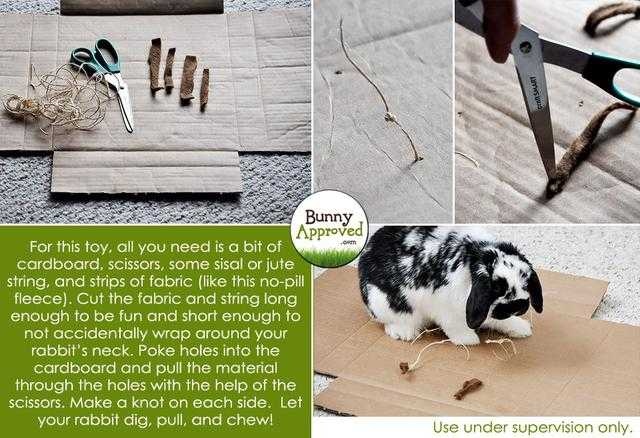 Bunny
Approved
.com
For this toy, all you need is a bit of
cardboard, scissors, some sisal or jute
string, and strips of fabric (like this no-pill
fleece). Cut the fabric and string long
enough to be fun and short enough to
not accidentally wrap around your
rabbit's neck. Poke holes into the
cardboard and pull the material
through the holes with the help of the
scissors. Make a knot on each side. Let
your rabbit dig, pull, and chew!
Use under supervision only.